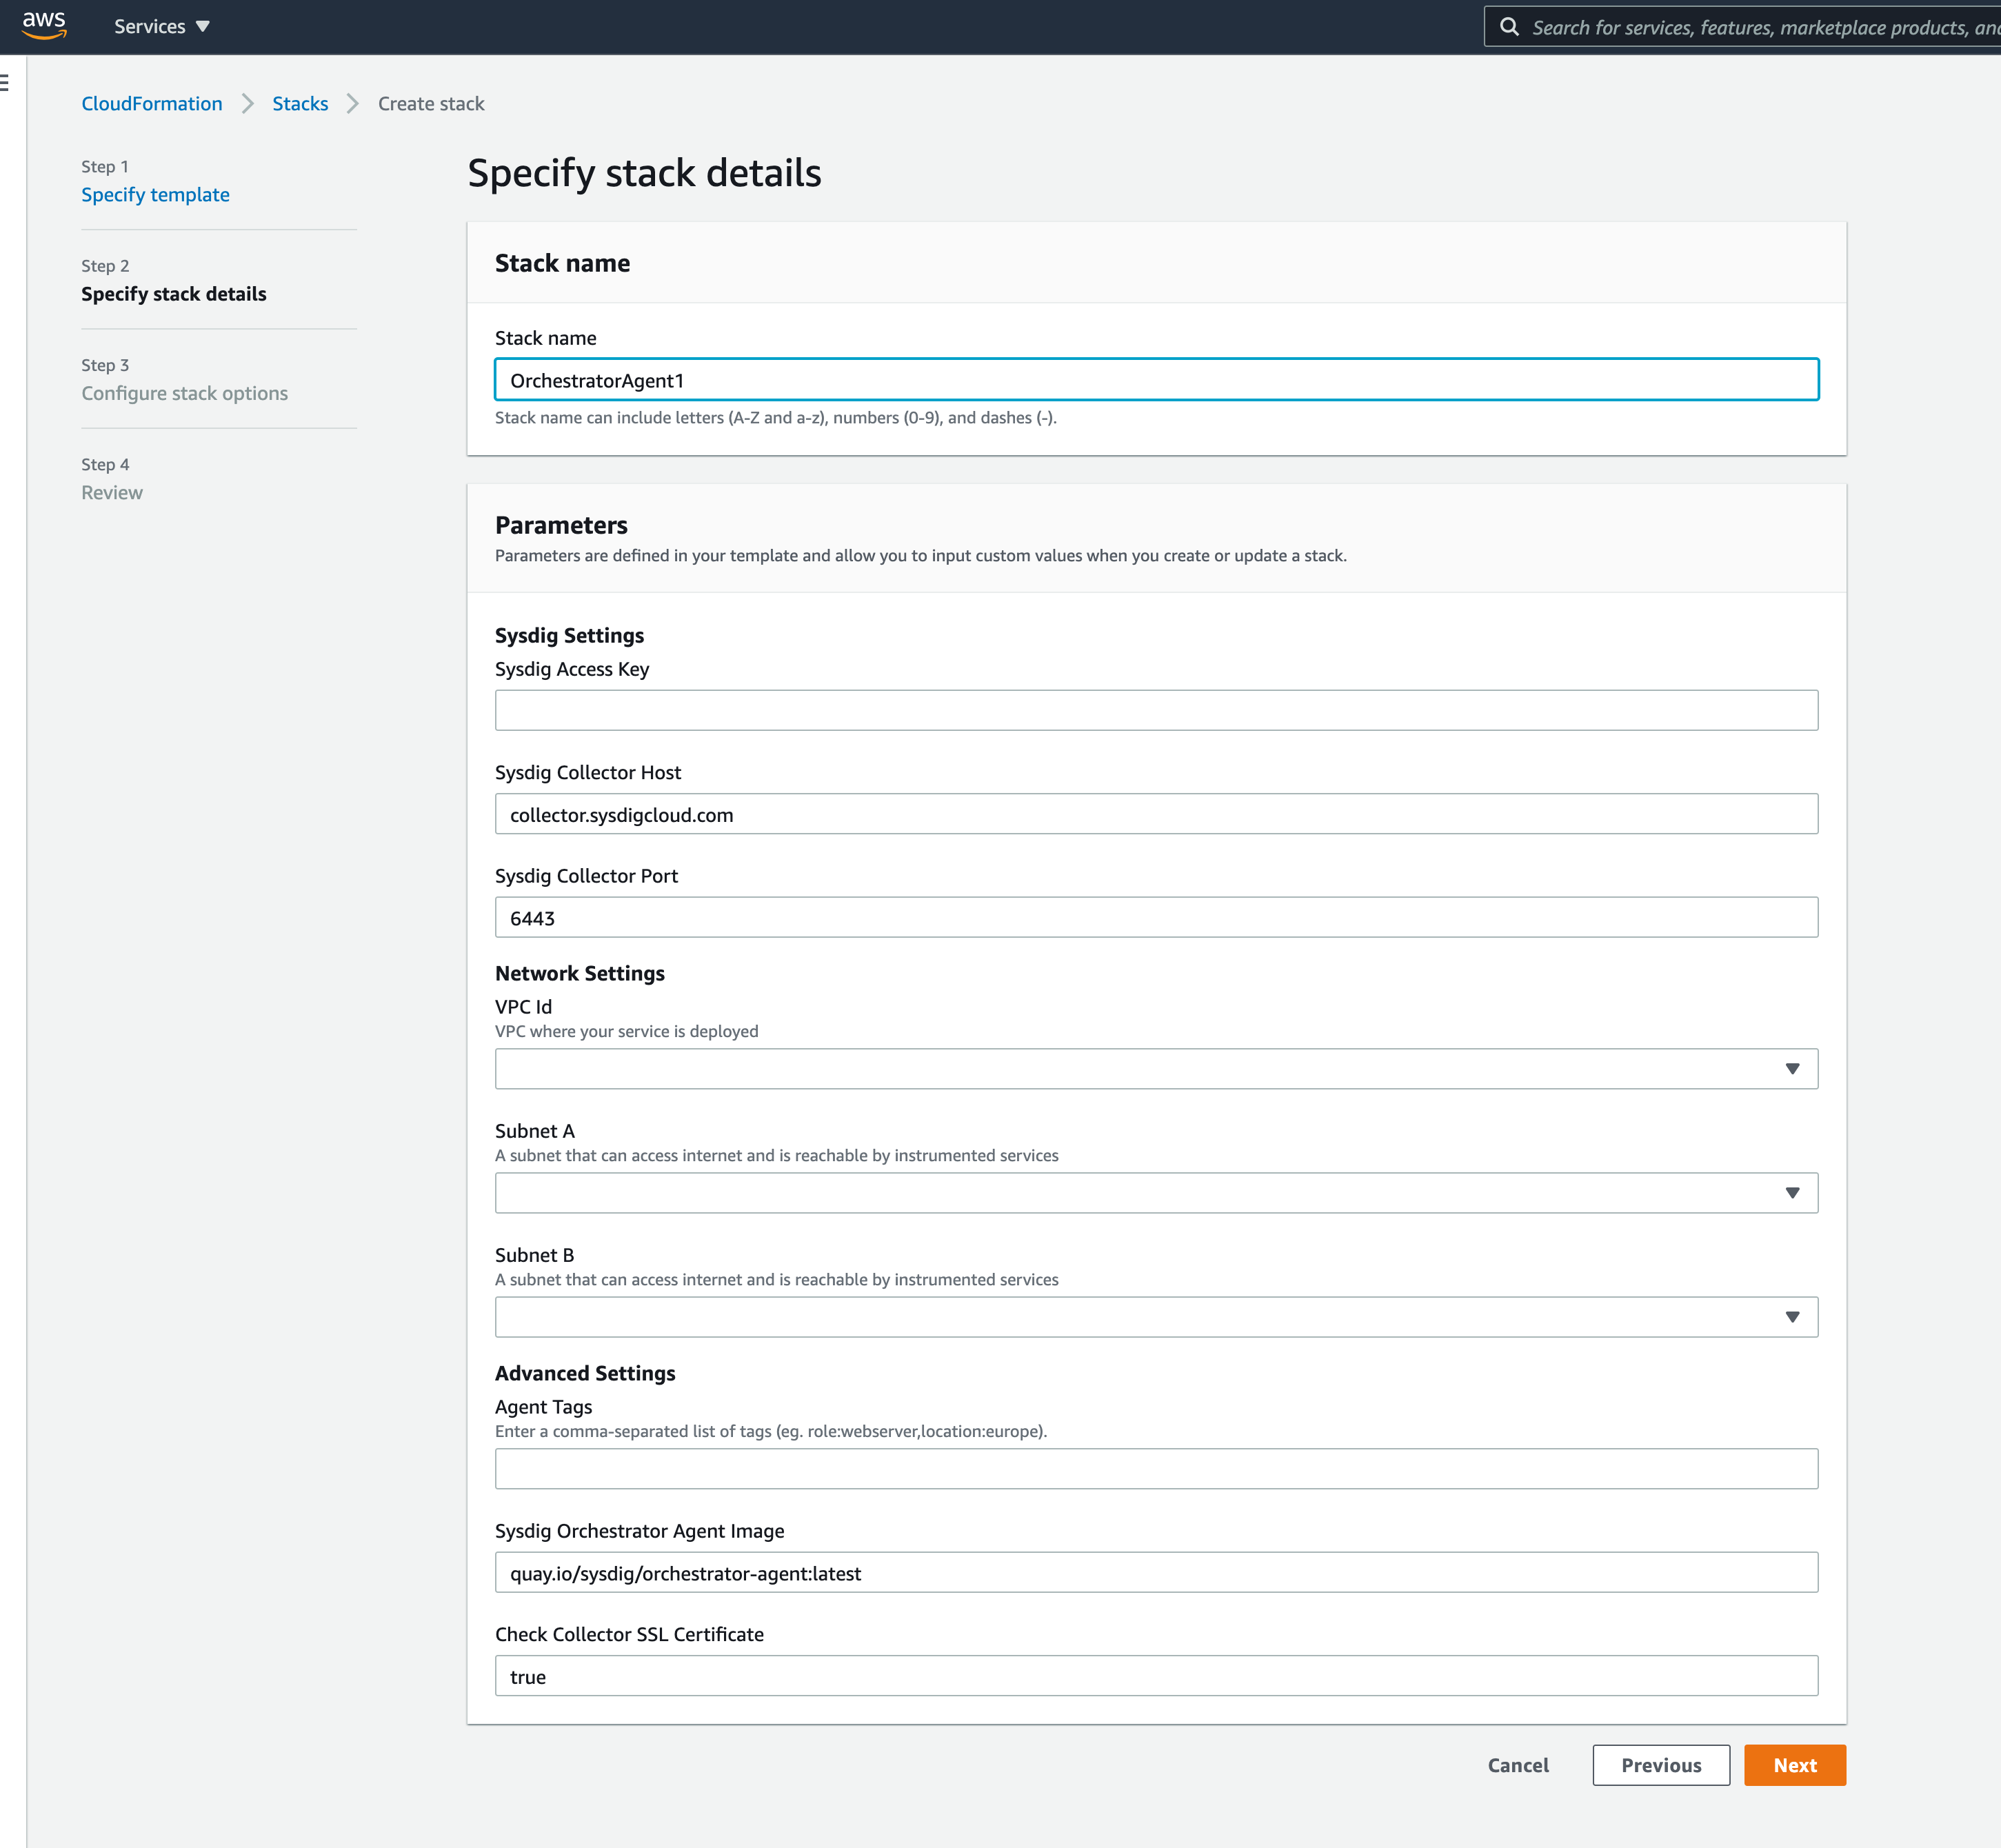 aws
Services
Search for services, features, marketplace products, and
CloudFormation
Stacks
Create stack
Step 1
Specify template
Step 2
Specify stack details
Step 3
Configure stack options
Step 4
Review
Specify stack details
Stack name
Stack name
OrchestratorAgent1
Stack name can include letters (A-Z and a-z), numbers (0-9), and dashes (-).
Parameters
Parameters are defined in your template and allow you to input custom values when you create or update a stack.
Sysdig Settings
Sysdig Access Key
Sysdig Collector Host
collector.sysdigcloud.com
Sysdig Collector Port
6443
Network Settings
VPC Id
VPC where your service is deployed
Subnet A
A subnet that can access internet and is reachable by instrumented services
Subnet B
A subnet that can access internet and is reachable by instrumented services
Advanced Settings
Agent Tags
Enter a comma-separated list of tags (eg. role:webserver,location:europe).
Sysdig Orchestrator Agent Image
quay.io/sysdig/orchestrator-agent:latest
Check Collector SSL Certificate
true
Cancel
Previous
Next